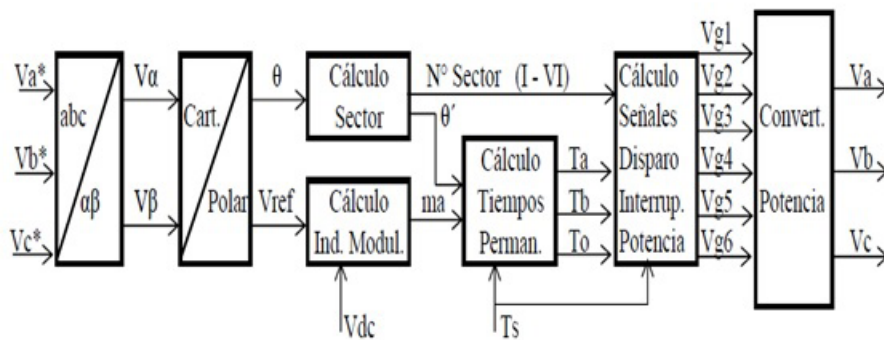 Va*
Vb*
Vc*
abc
αβ
Vα
Vβ
Cart.
Polar
θ
Vref
Cálculo
Sector
Cálculo
Ind. Modul.
Vdc
N° Sector (I - VI)
θ´
ma
Cálculo
Tiempos
Perman.
Ts
Ta
Tb
To
Cálculo
Señales
Disparo
Interrup.
Potencia
Vg1
Vg2
Vg3
Vg4
Vg5
Vg6
Convert.
Potencia
Va
Vb
Vc